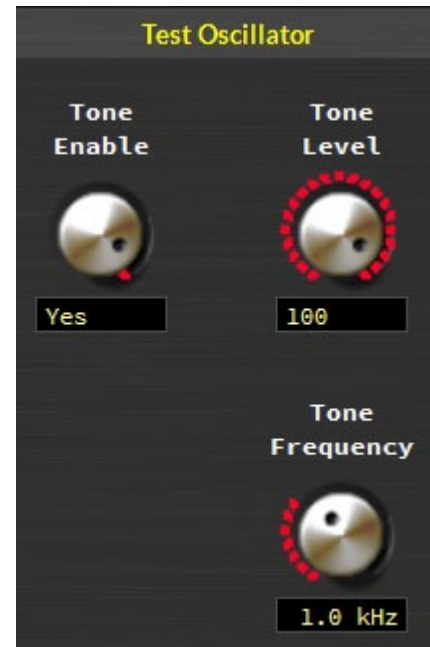 Test Oscillator
Tone
Enable
Tone
Level
Yes
100
Tone
Frequency
1.0 kHz